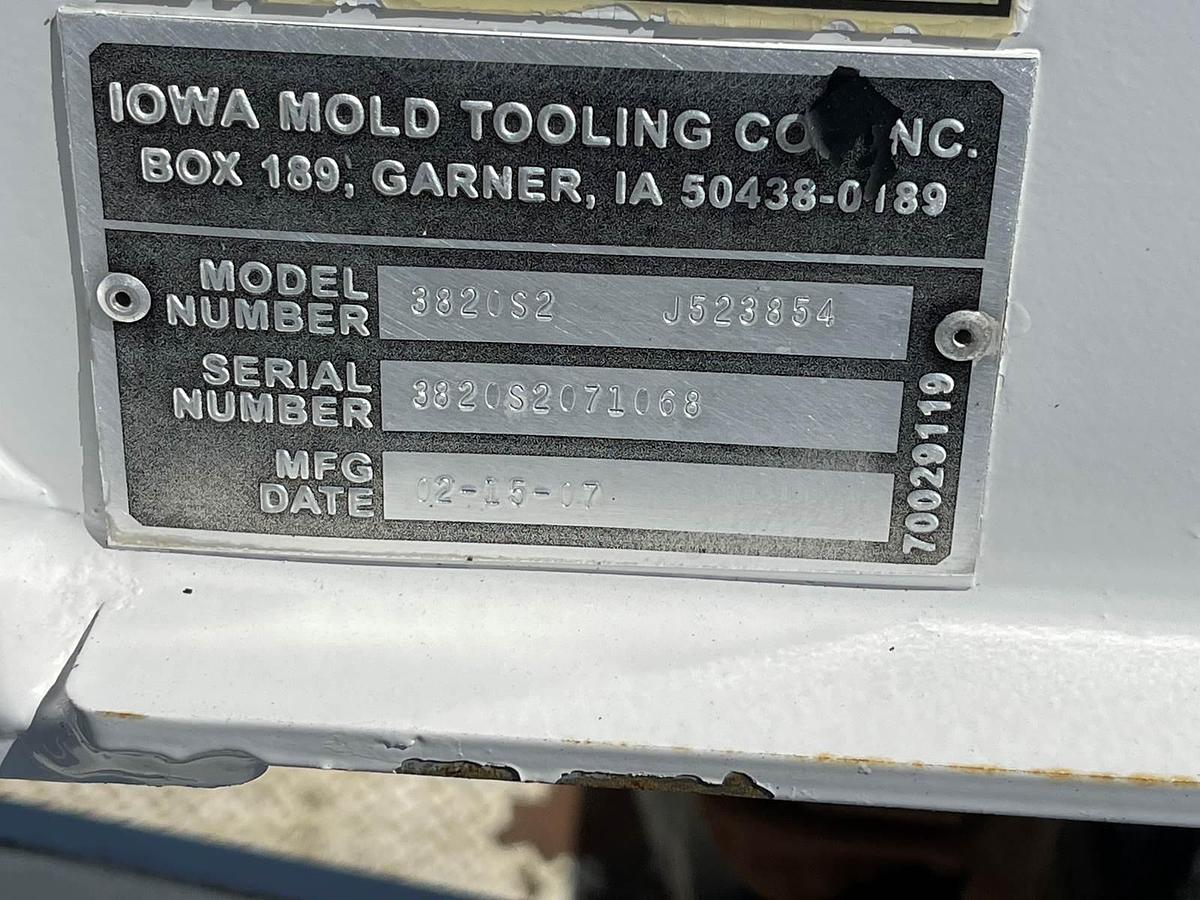 IOWA MOLD TOOLING CO NC.
BOX 189, GARNER, IA 50438-0189
MODEL NUMBER 3820S2 J523854
SERIAL NUMBER 3820S2071068
MFG DATE 02-15-07
70029119